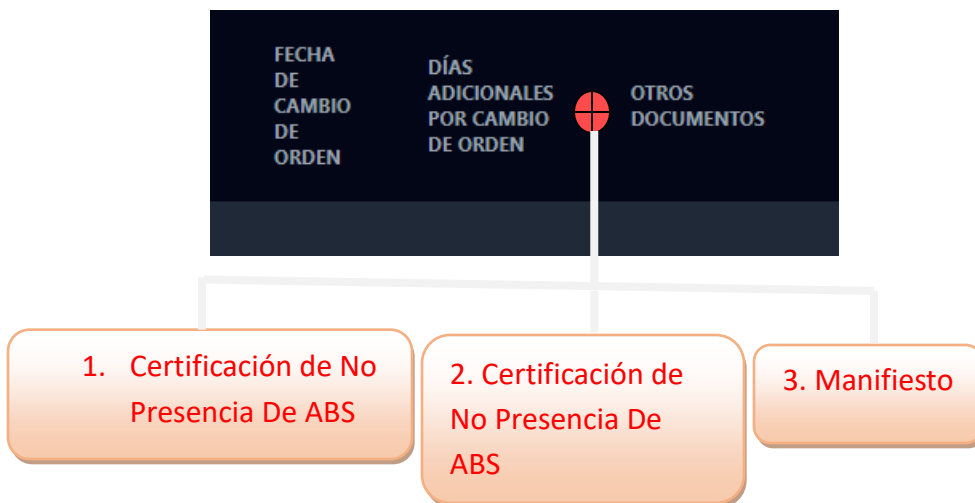 FECHA
DE
CAMBIO
DE
ORDEN
DÍAS
ADICIONALES
POR CAMBIO
DE ORDEN
OTROS
DOCUMENTOS
1. Certificación de No
Presencia De ABS
2. Certificación de
No Presencia De
ABS
3. Manifiesto